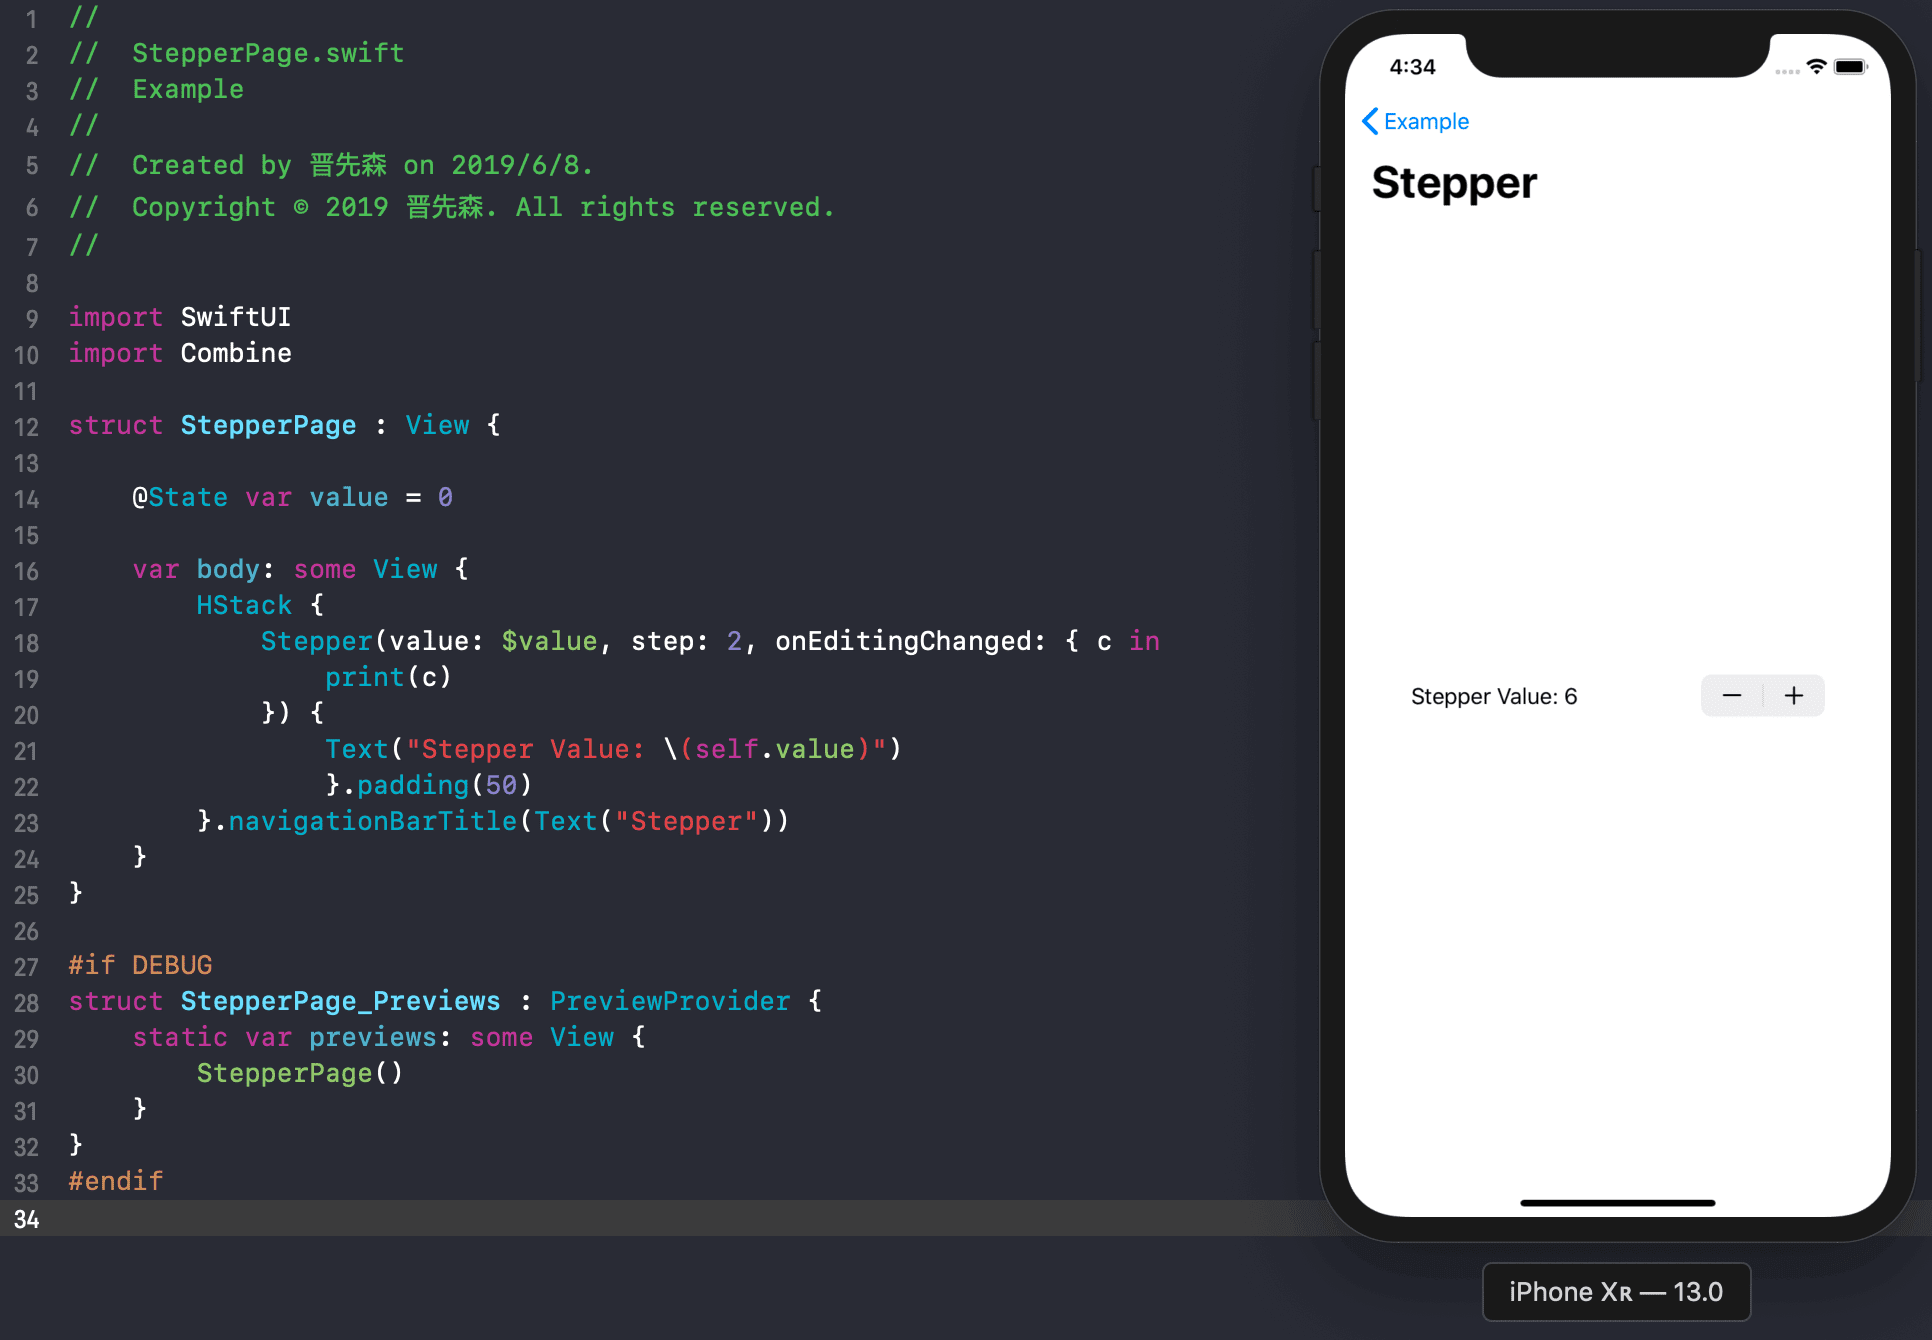 1 //
2 //  StepperPage.swift
3 //  Example
4 //
5 //  Created by 晋先森 on 2019/6/8.
6 //  Copyright © 2019 晋先森. All rights reserved.
7 //
8
9 import SwiftUI
10 import Combine
11
12 struct StepperPage : View {
13
14     @State var value = 0
15
16     var body: some View {
17         HStack {
18             Stepper(value: $value, step: 2, onEditingChanged: { c in
19                 print(c)
20             }) {
21                 Text("Stepper Value: \(self.value)")
22                 }.padding(50)
23         }.navigationBarTitle(Text("Stepper"))
24     }
25 }
26
27 #if DEBUG
28 struct StepperPage_Previews : PreviewProvider {
29     static var previews: some View {
30         StepperPage()
31     }
32 }
33 #endif
34
4:34
Example
Stepper
Stepper Value: 6
− +
iPhone Xʀ — 13.0